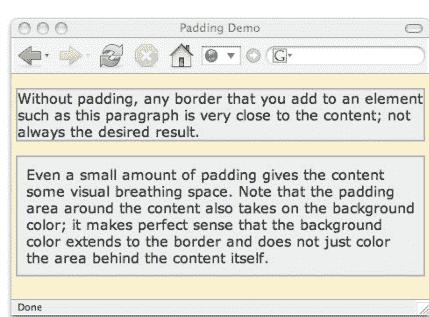 Padding Demo
G
Without padding, any border that you add to an element
such as this paragraph is very close to the content; not
always the desired result.
Even a small amount of padding gives the content
some visual breathing space. Note that the padding
area around the content also takes on the background
color; it makes perfect sense that the background
color extends to the border and does not just color
the area behind the content itself.
Done